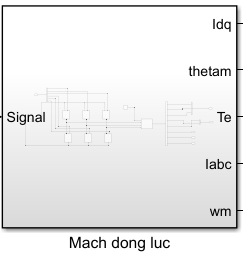 Idq
thetam
Signal
Te
Iabc
wm
Mach dong luc